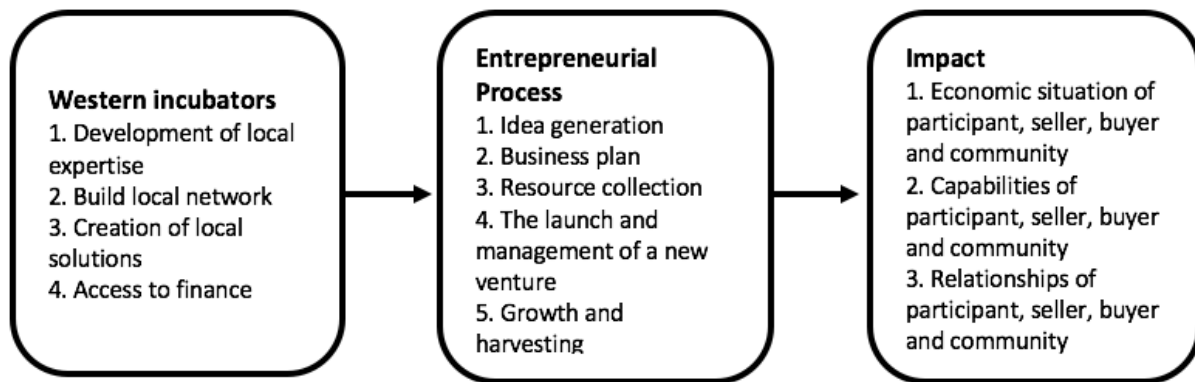 Western incubators
1. Development of local
expertise
2. Build local network
3. Creation of local
solutions
4. Access to finance
Entrepreneurial
Process
1. Idea generation
2. Business plan
3. Resource collection
4. The launch and
management of a new
venture
5. Growth and
harvesting
Impact
1. Economic situation of
participant, seller, buyer
and community
2. Capabilities of
participant, seller, buyer
and community
3. Relationships of
participant, seller, buyer
and community